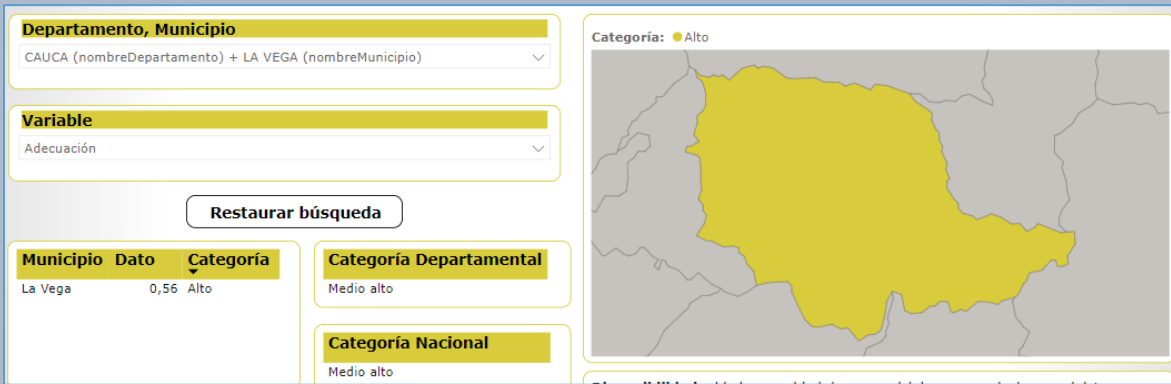 Departamento, Municipio
CAUCA (nombreDepartamento) + LA VEGA (nombreMunicipio)
Variable
Adecuación
Restaurar búsqueda
Municipio Dato Categoría
La Vega 0,56 Alto
Categoría Departamental
Medio alto
Categoría Nacional
Medio alto
Categoría: Alto